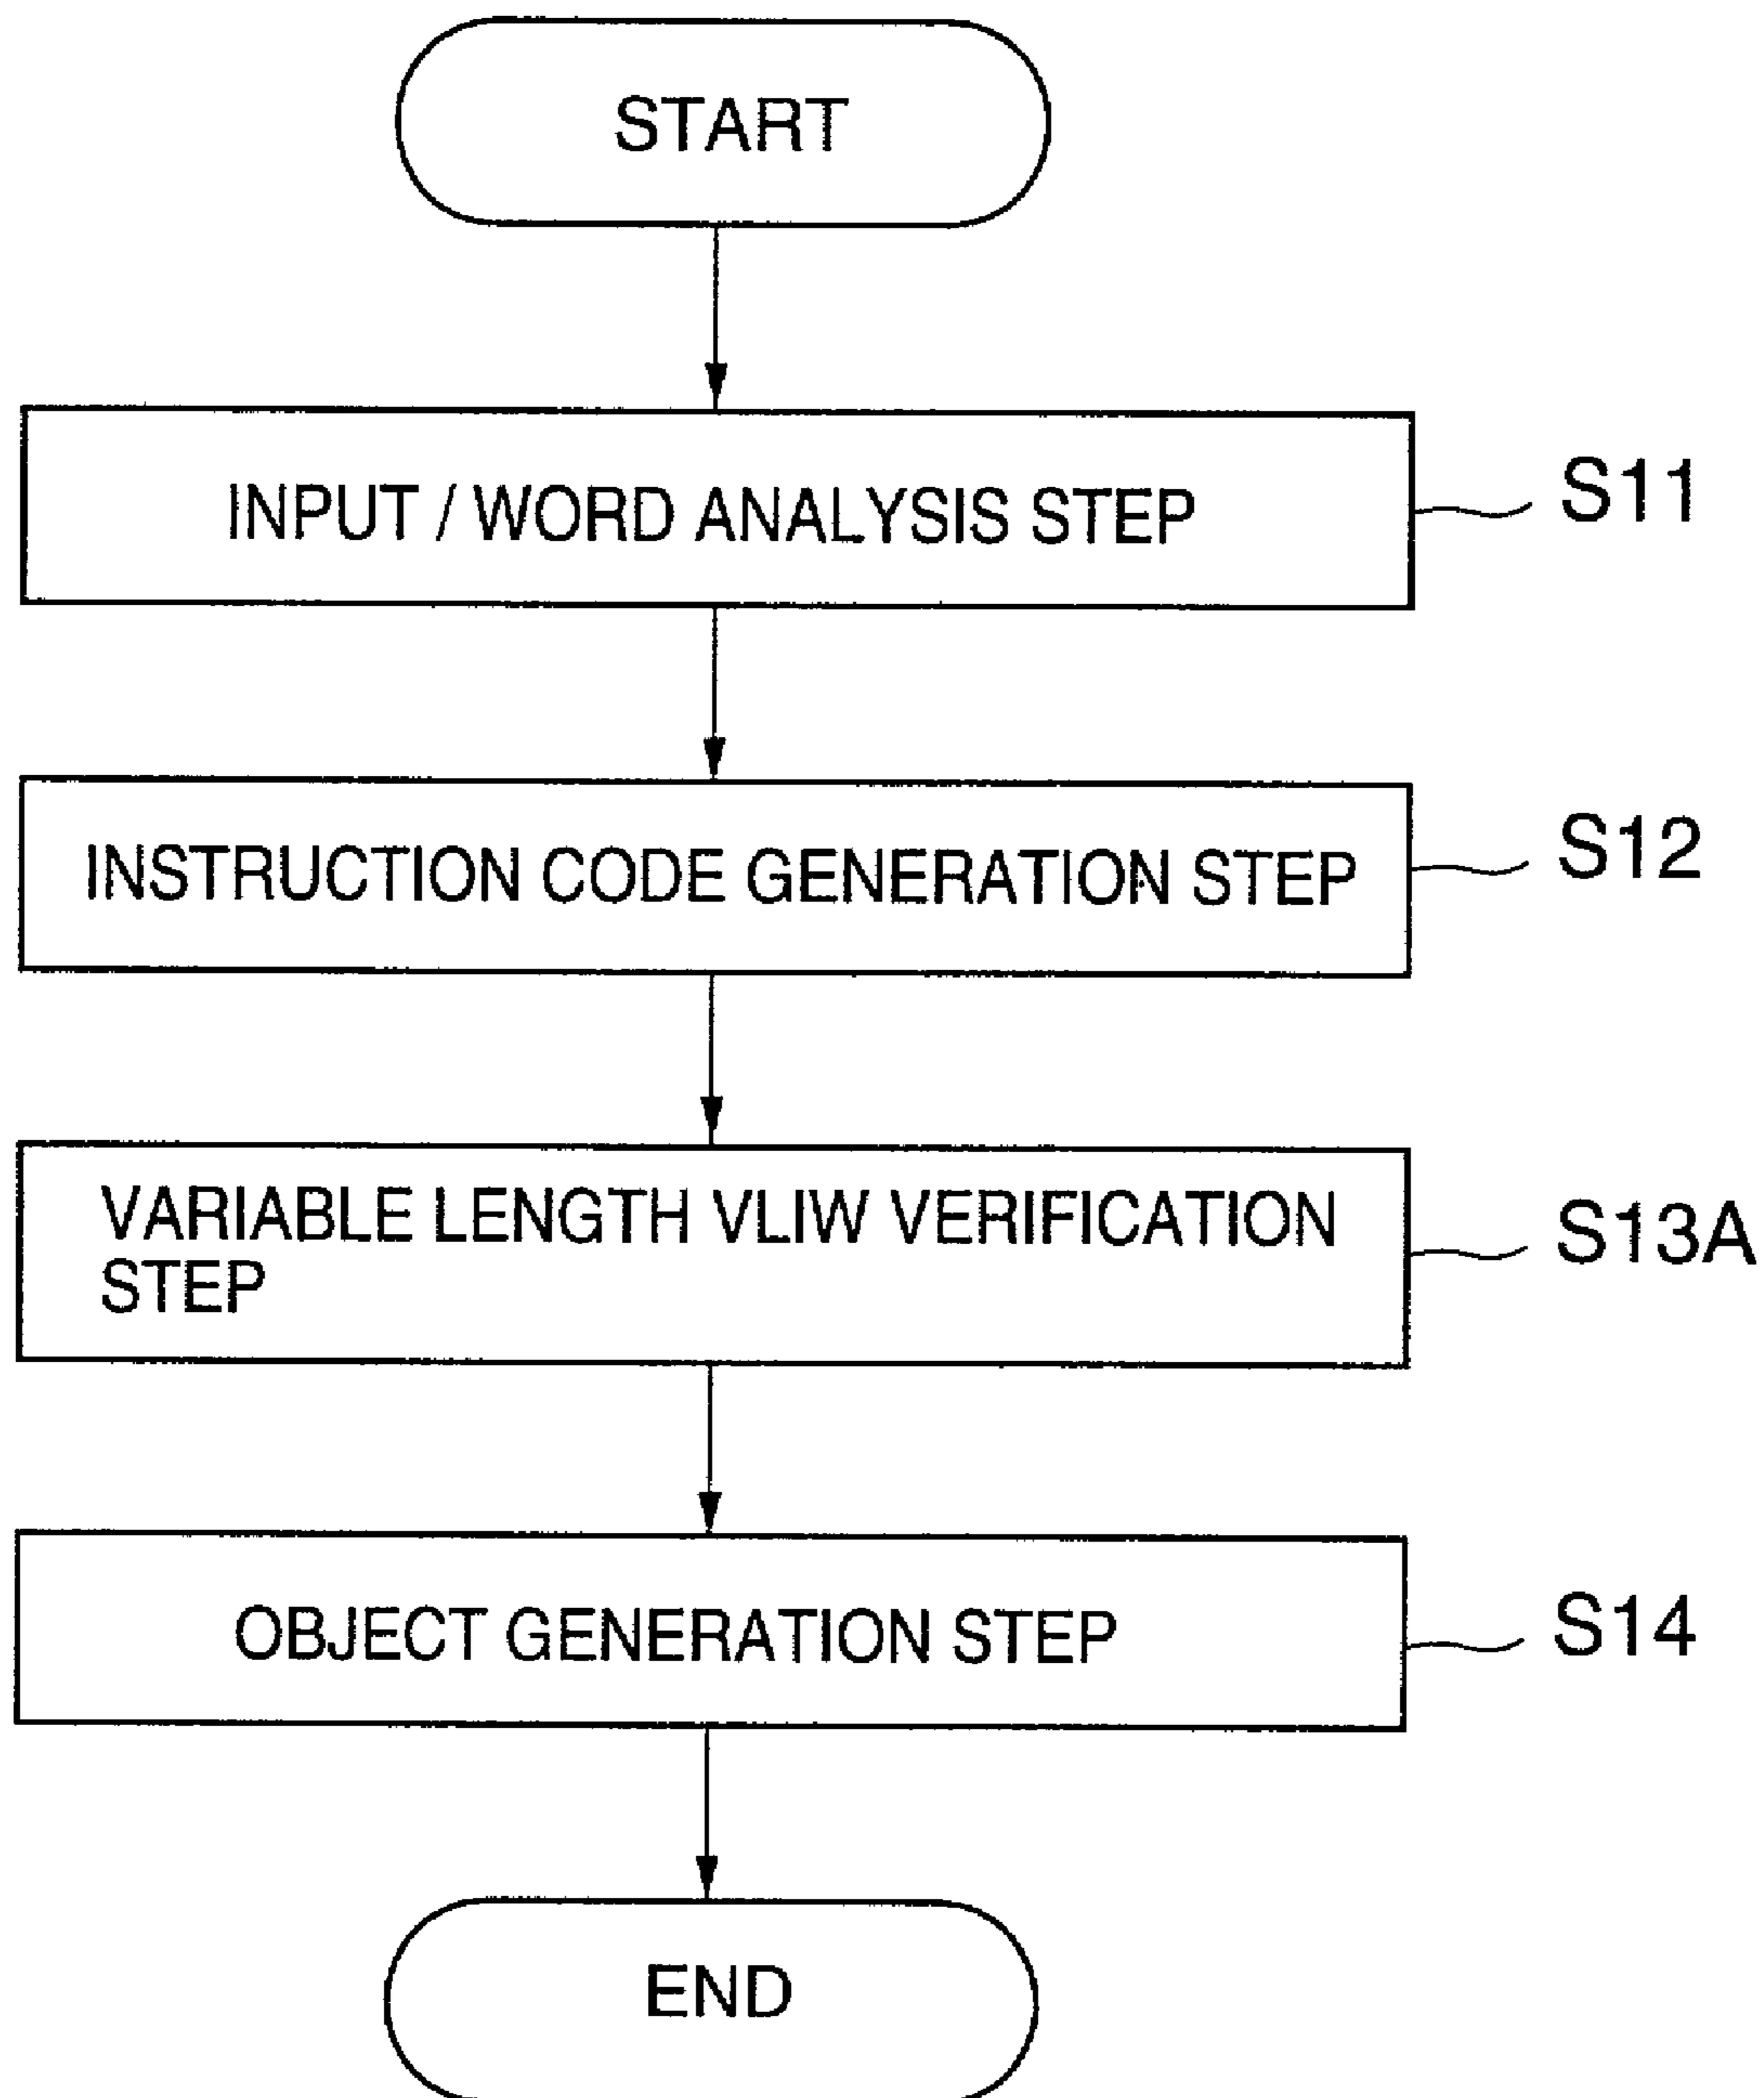 START
INPUT / WORD ANALYSIS STEP
S11
INSTRUCTION CODE GENERATION STEP
S12
VARIABLE LENGTH VLIW VERIFICATION
STEP
S13A
OBJECT GENERATION STEP
S14
END